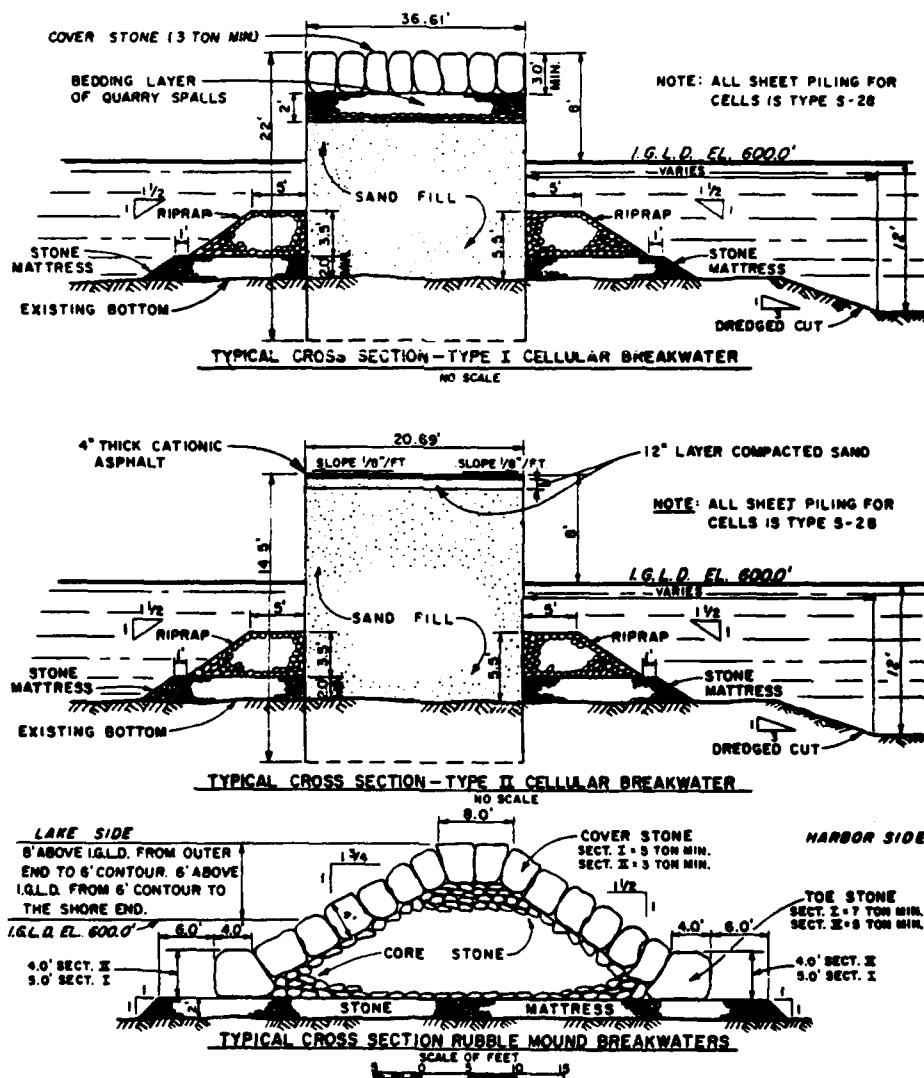 36.61'
COVER STONE (3 TON MIN)
BEDDING LAYER
OF QUARRY SPALLS
3.0'
MIN.
NOTE: ALL SHEET PILING FOR
CELLS IS TYPE S-28
2'
22'
8'
I.G.L.D. EL. 600.0'
VARIES
1 1/2
1
5'
SAND FILL
5'
1 1/2
1
RIPRAP
RIPRAP
1'
3.5'
5.5'
1'
12'
STONE
MATTRESS
2.0'
MIN.
STONE
MATTRESS
EXISTING BOTTOM
1
3
DREDGED CUT
TYPICAL CROSS SECTION-TYPE I CELLULAR BREAKWATER
NO SCALE
4" THICK CATIONIC
ASPHALT
20.69'
SLOPE 1/8"/FT
SLOPE 1/8"/FT
12" LAYER COMPACTED SAND
NOTE: ALL SHEET PILING FOR
CELLS IS TYPE S-28
14.5'
8'
I.G.L.D. EL. 600.0'
VARIES
1 1/2
1
5'
SAND FILL
5'
1 1/2
1
RIPRAP
RIPRAP
1'
3.5'
5.5'
1'
12'
STONE
MATTRESS
2.0'
STONE
MATTRESS
EXISTING BOTTOM
1
3
DREDGED CUT
TYPICAL CROSS SECTION-TYPE II CELLULAR BREAKWATER
NO SCALE
8.0'
LAKE SIDE
8' ABOVE I.G.L.D. FROM OUTER
END TO 6' CONTOUR. 6' ABOVE
I.G.L.D. FROM 6' CONTOUR TO
THE SHORE END.
I.G.L.D. EL. 600.0'
1 3/4
1
COVER STONE
SECT. I = 5 TON MIN.
SECT. II = 3 TON MIN.
HARBOR SIDE
1 1/2
1
TOE STONE
SECT. I = 7 TON MIN.
6.0'
4.0'
4.0'
6.0'
CORE STONE
4.0' SECT. II
5.0' SECT. I
4.0' SECT. II
5.0' SECT. I
1
1
2'
STONE MATTRESS
1
1
TYPICAL CROSS SECTION RUBBLE MOUND BREAKWATERS
SCALE OF FEET
5 0 5 10 15